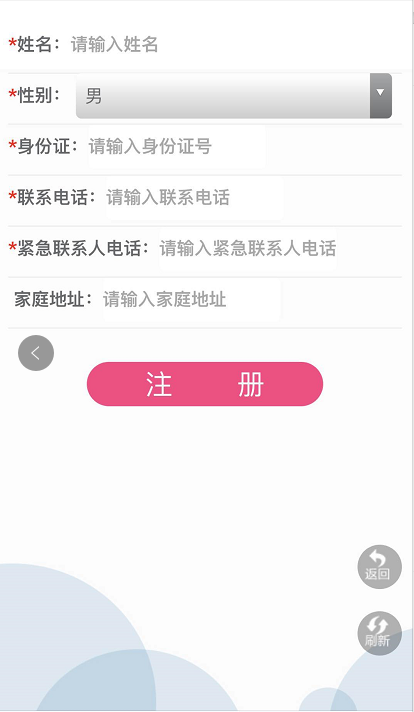 *姓名：请输入姓名
*性别： 男
*身份证：请输入身份证号
*联系电话：请输入联系电话
*紧急联系人电话：请输入紧急联系人电话
家庭地址：请输入家庭地址
注 册
返回
刷新